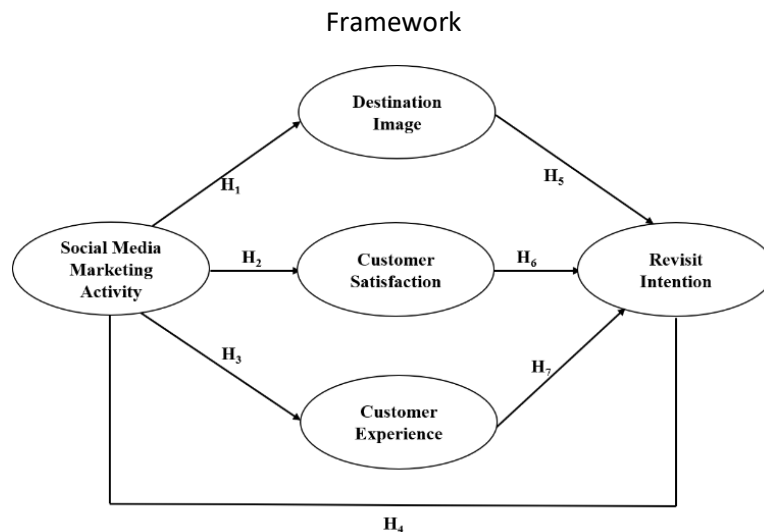 Framework
Destination
Image
H₁
H₅
Social Media
Marketing
Activity
H₂
Customer
Satisfaction
H₆
Revisit
Intention
H₃
H₇
Customer
Experience
H₄